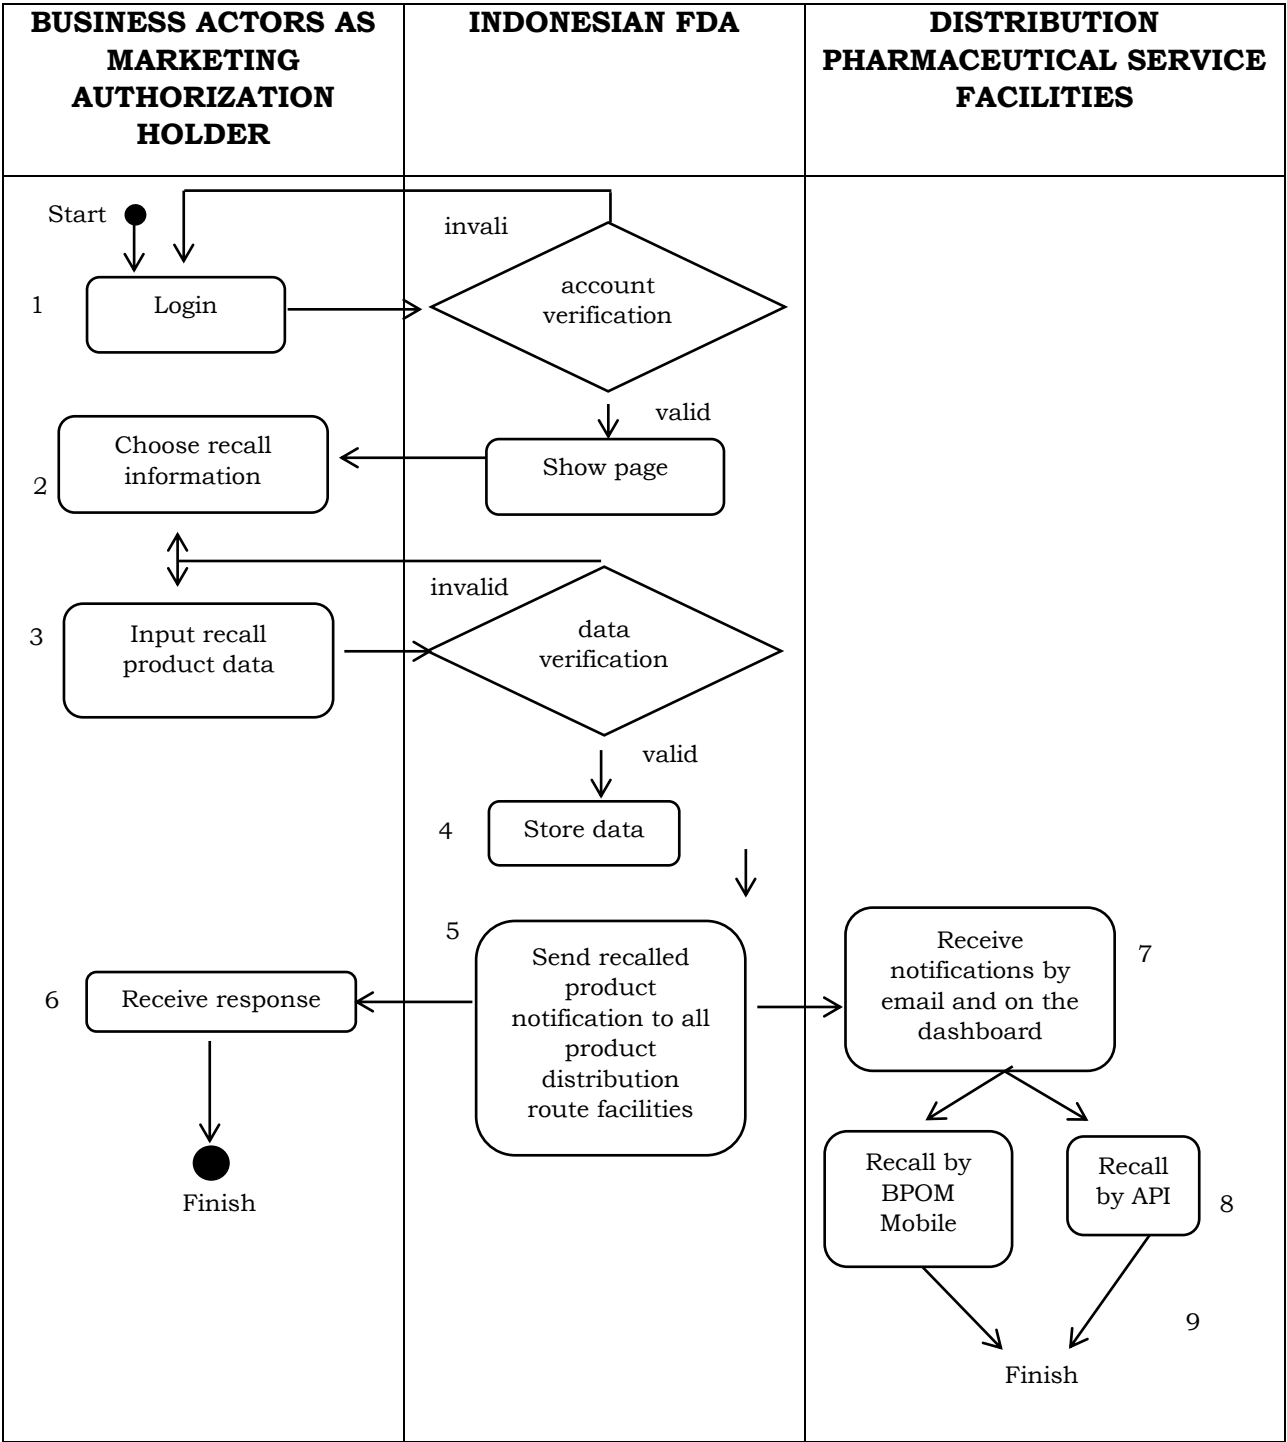 BUSINESS ACTORS AS
MARKETING
AUTHORIZATION
HOLDER
INDONESIAN FDA
DISTRIBUTION
PHARMACEUTICAL SERVICE
FACILITIES
Start
invali
1
Login
account
verification
valid
2
Choose recall
information
Show page
invalid
3
Input recall
product data
data
verification
valid
4
Store data
5
Send recalled
product
notification to all
product
distribution
route facilities
6
Receive response
Finish
Receive
notifications by
email and on the
dashboard
7
Recall by
BPOM
Mobile
Recall
by API
8
9
Finish